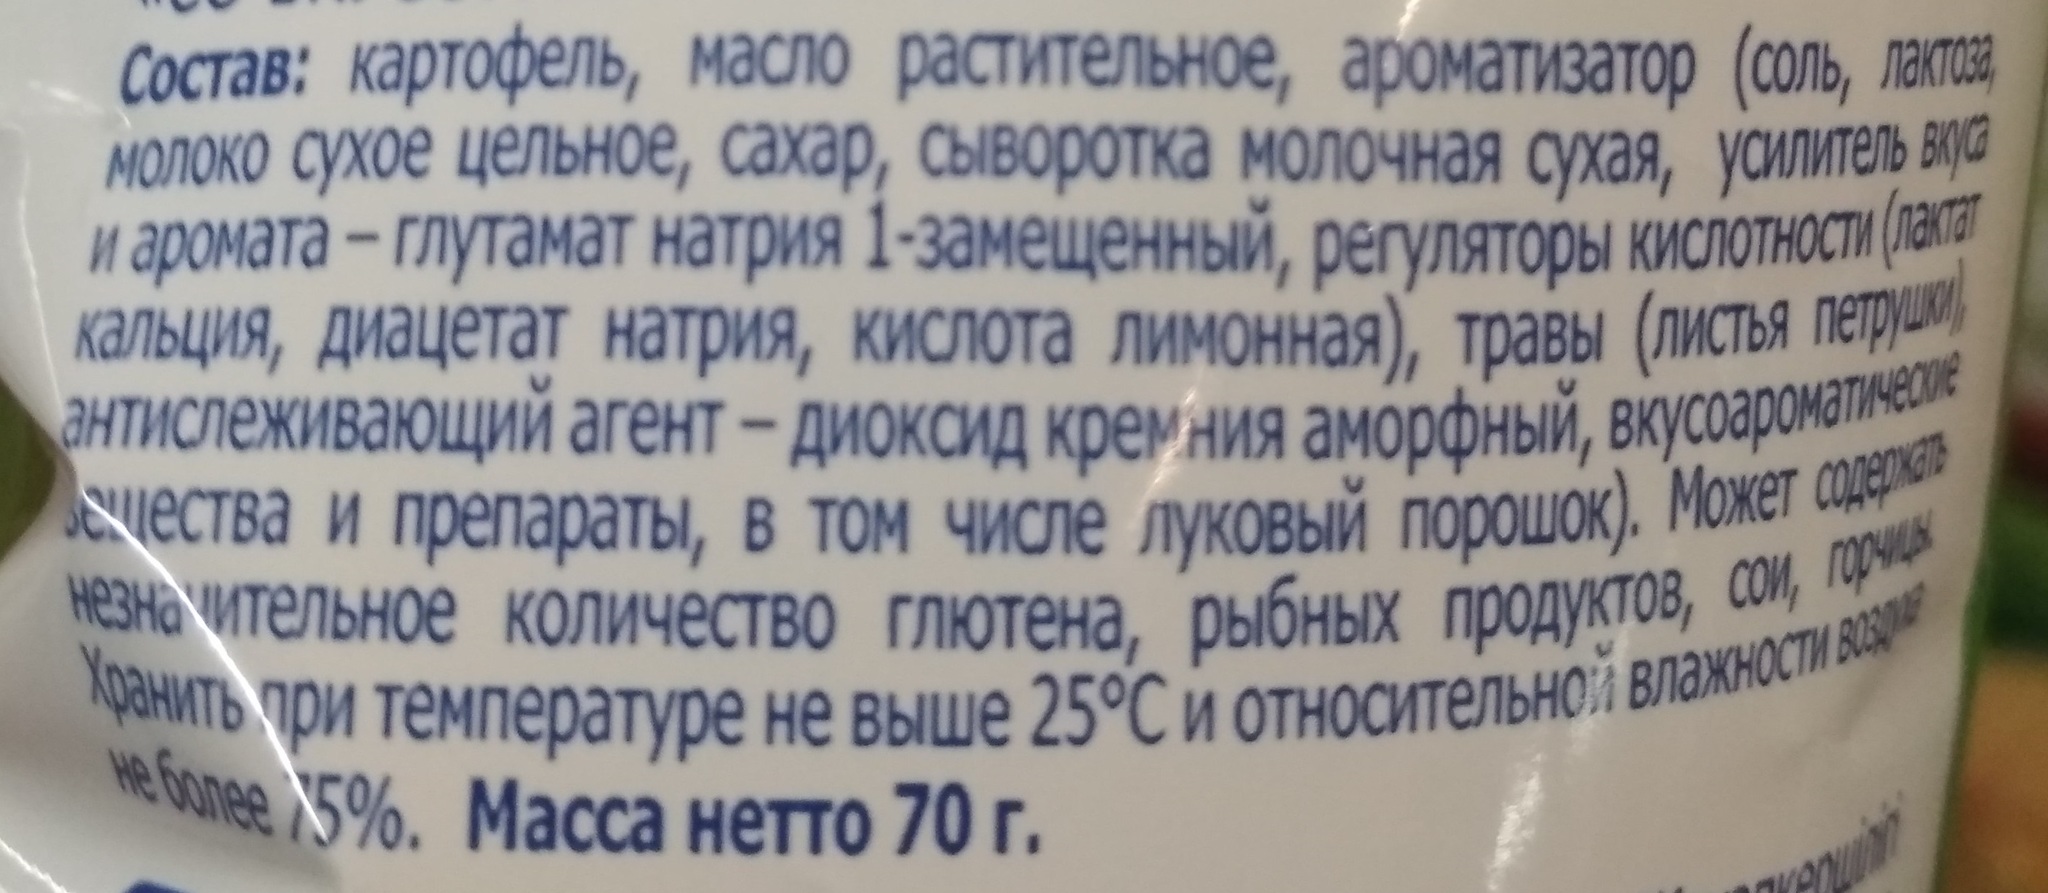 Состав: картофель, масло растительное, ароматизатор (соль, лактоза,
молоко сухое цельное, сахар, сыворотка молочная сухая, усилитель вкуса
и аромата – глутамат натрия 1-замещенный, регуляторы кислотности (лактат
кальция, диацетат натрия, кислота лимонная), травы (листья петрушки),
антислеживающий агент – диоксид кремния аморфный, вкусоароматические
вещества и препараты, в том числе луковый порошок). Может содержать
незначительное количество глютена, рыбных продуктов, сои, горчицы.
Хранить при температуре не выше 25°С и относительной влажности воздуха
не более 75%. Масса нетто 70 г.